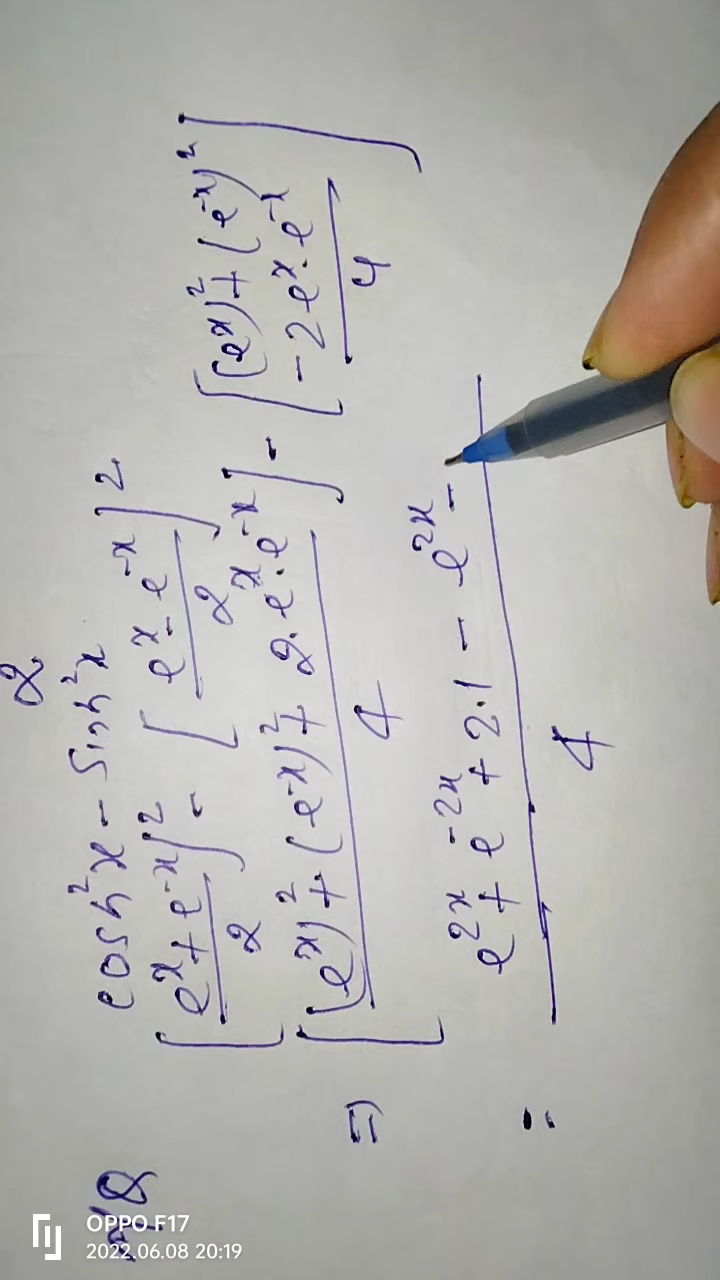 2
cosh²x - sinh²x
[(eˣ + e⁻ˣ)/2]² - [(eˣ - e⁻ˣ)/2]²
⇒ [((eˣ)² + (e⁻ˣ)² + 2·eˣ·e⁻ˣ)/4] - [((eˣ)² + (e⁻ˣ)² - 2eˣ·e⁻ˣ)/4]
= (e²ˣ + e⁻²ˣ + 2·1 - e²ˣ -)/4
OPPO F17
2022.06.08 20:19